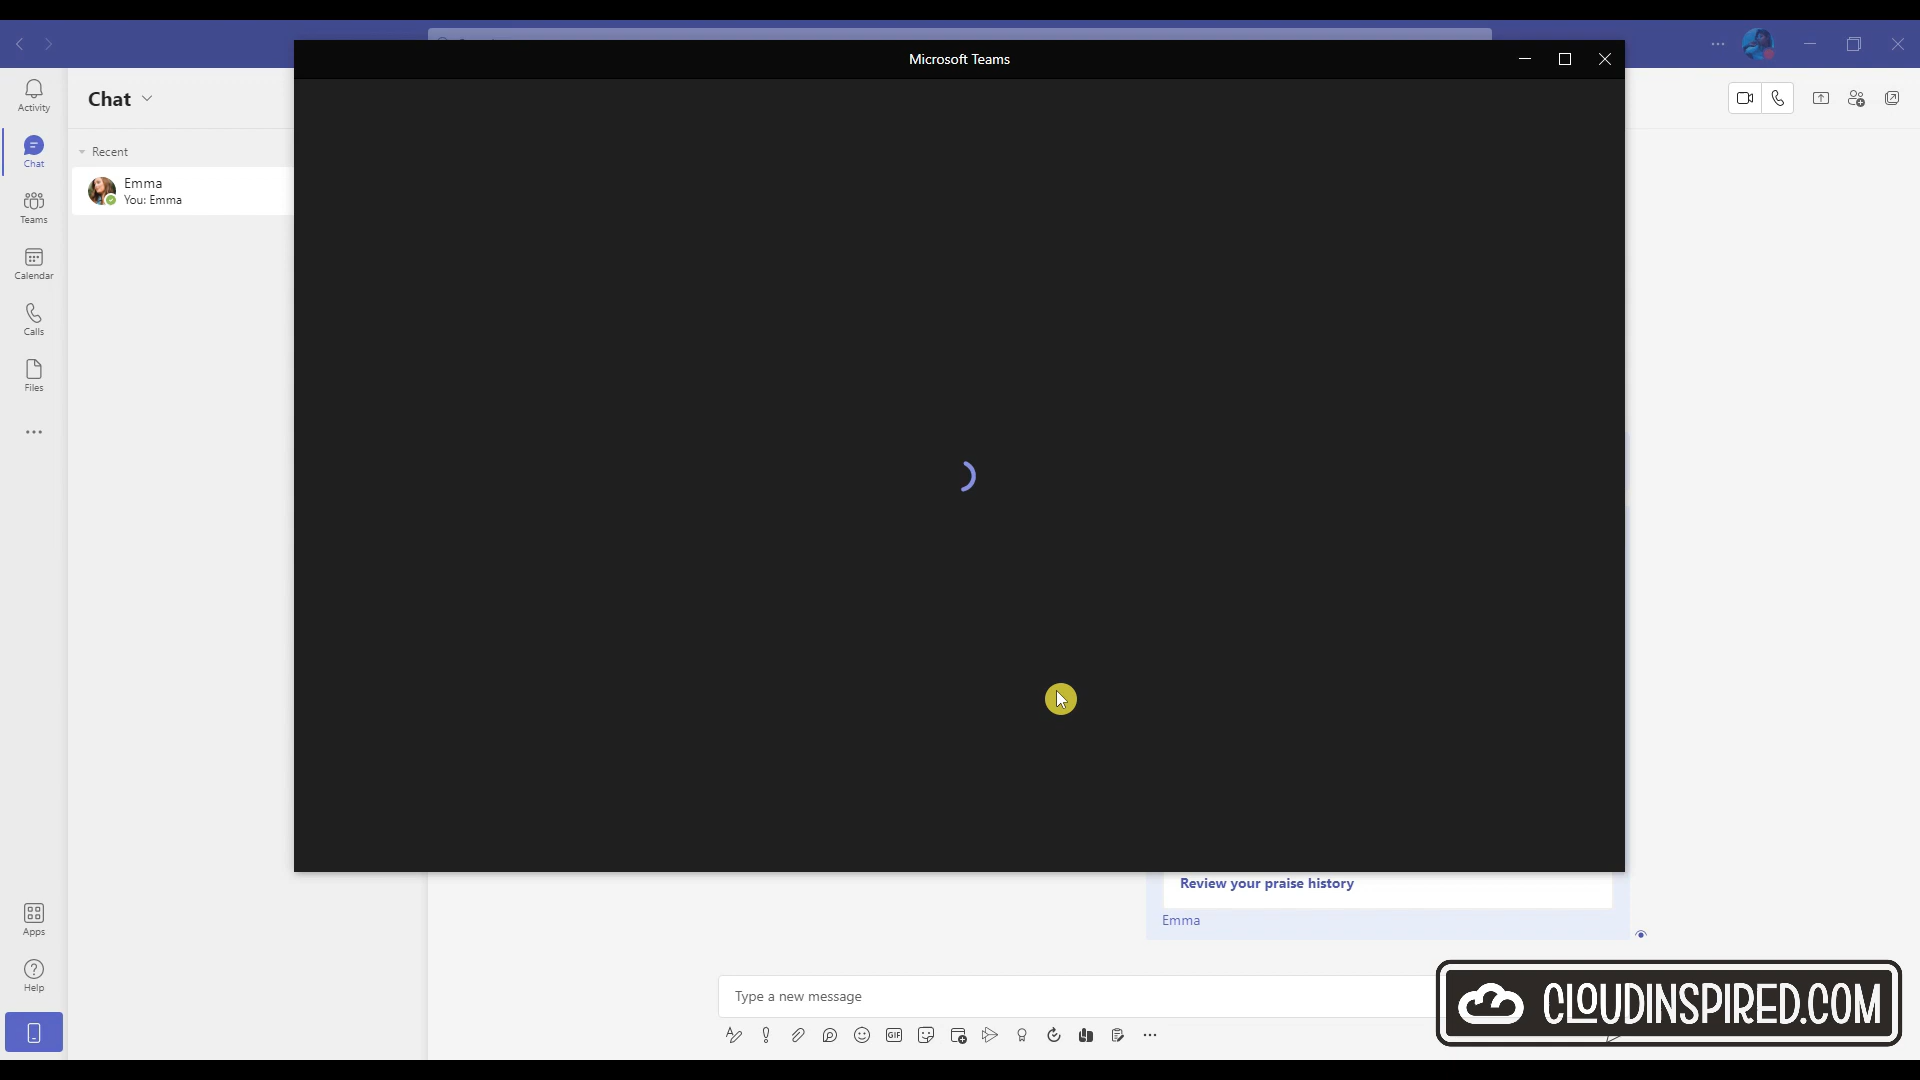 Microsoft Teams
Activity
Chat
Teams
Calendar
Calls
Files
Apps
Help
Chat
Recent
Emma
You: Emma
Review your praise history
Emma
Type a new message
GIF
CLOUDINSPIRED.COM